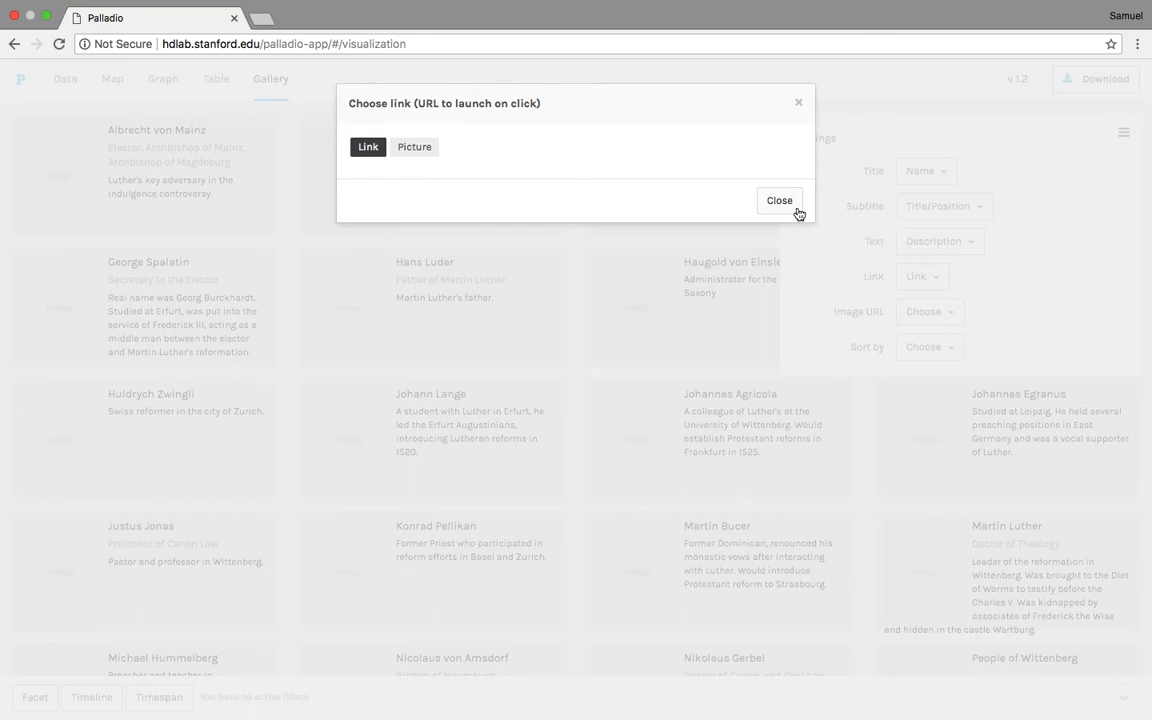 Palladio
Samuel
Not Secure hdlab.stanford.edu/palladio-app/#/visualization
P Data Map Graph Table Gallery v 1.2 Download
Choose link (URL to launch on click)
Link Picture
Close
Title Name
Subtitle Title/Position
Text Description
Link Link
Image URL Choose
Sort by Choose
Albrecht von Mainz
Elector, Archbishop of Mainz,
Archbishop of Magdeburg
Luther's key adversary in the
indulgence controversy.
George Spalatin
Secretary to the Elector
Real name was Georg Burckhardt.
Studied at Erfurt, was put into the
service of Frederick III, acting as a
middle man between the elector
and Martin Luther's reformation.
Hans Luder
Father of Martin Luther
Martin Luther's father.
Haugold von Einsie
Administrator for the
Saxony
Huldrych Zwingli
Swiss reformer in the city of Zurich.
Johann Lange
A student with Luther in Erfurt, he
led the Erfurt Augustinians,
introducing Lutheran reforms in
1520.
Johannes Agricola
A colleague of Luther's at the
University of Wittenberg. Would
establish Protestant reforms in
Frankfurt in 1525.
Johannes Egranus
Studied at Leipzig. He held several
preaching positions in East
Germany and was a vocal supporter
of Luther.
Justus Jonas
Professor of Canon Law
Pastor and professor in Wittenberg.
Konrad Pellikan
Former Priest who participated in
reform efforts in Basel and Zurich.
Martin Bucer
Former Dominican, renounced his
monastic vows after interacting
with Luther. Would introduce
Protestant reform to Strasbourg.
Martin Luther
Doctor of Theology
Leader of the reformation in
Wittenberg. Was brought to the Diet
of Worms to testify before the
Charles V. Was kidnapped by
associates of Frederick the Wise
and hidden in the castle Wartburg.
Michael Hummelberg
Preacher and teacher in
Nicolaus von Amsdorf
Bishop of Naumburg
Nikolaus Gerbel
Doctor of Canon and Civil Law
People of Wittenberg
Facet Timeline Timespan You have no active filters